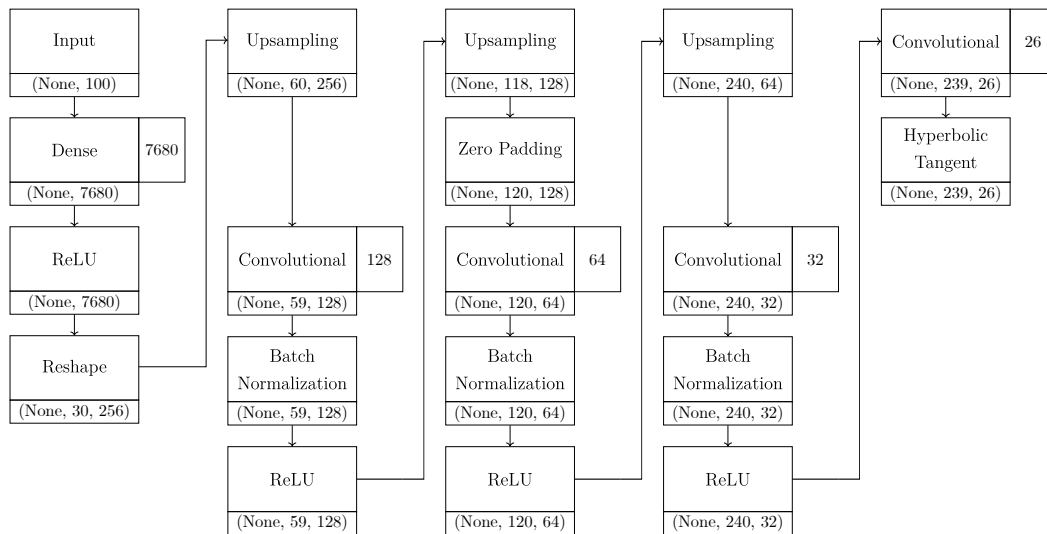 Input
(None, 100)
Dense
7680
(None, 7680)
ReLU
(None, 7680)
Reshape
(None, 30, 256)
Upsampling
(None, 60, 256)
Convolutional
128
(None, 59, 128)
Batch
Normalization
(None, 59, 128)
ReLU
(None, 59, 128)
Upsampling
(None, 118, 128)
Zero Padding
(None, 120, 128)
Convolutional
64
(None, 120, 64)
Batch
Normalization
(None, 120, 64)
ReLU
(None, 120, 64)
Upsampling
(None, 240, 64)
Convolutional
32
(None, 240, 32)
Batch
Normalization
(None, 240, 32)
ReLU
(None, 240, 32)
Convolutional
26
(None, 239, 26)
Hyperbolic
Tangent
(None, 239, 26)